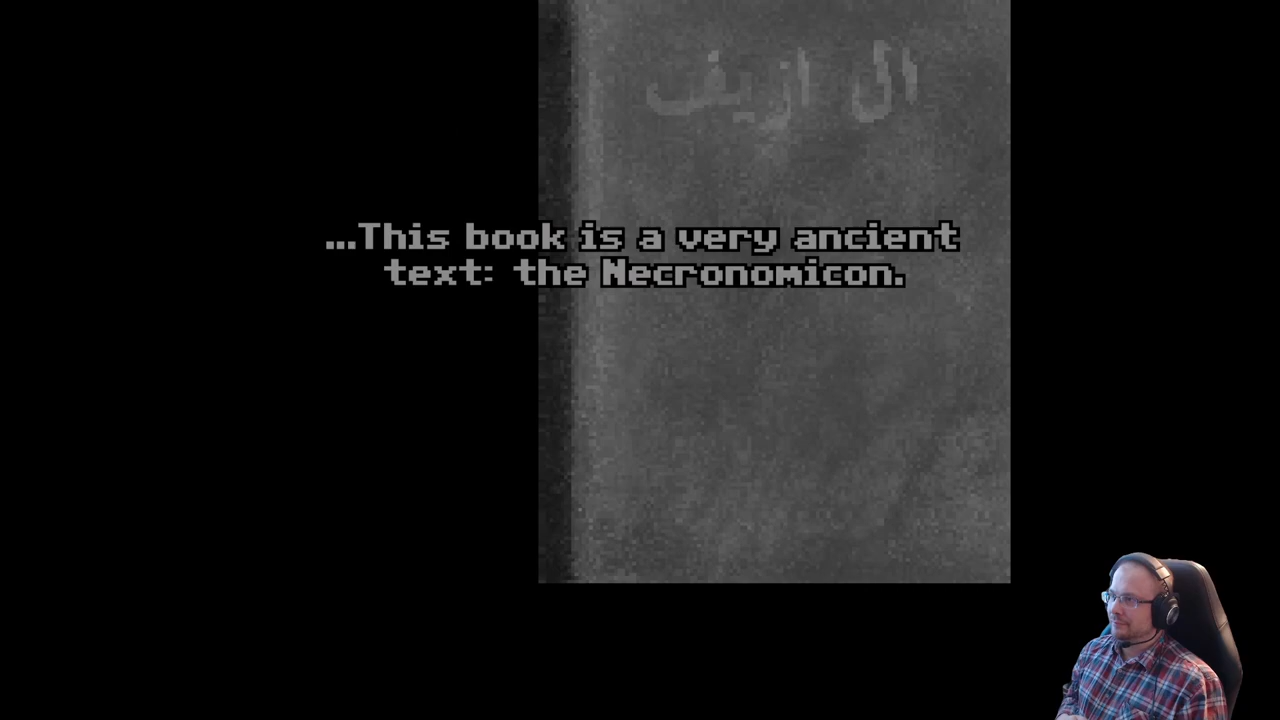 ال ازيف
...This book is a very ancient
text: the Necronomicon.